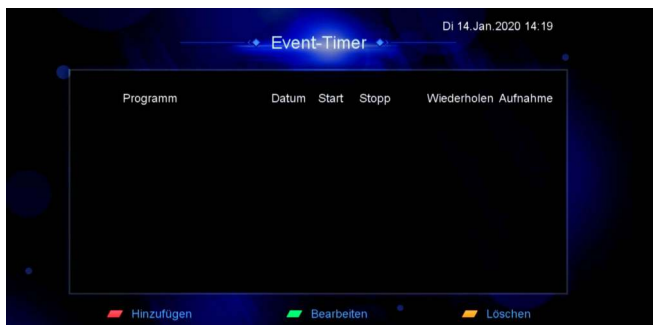 Di 14.Jan.2020 14:19
Event-Timer
Programm Datum Start Stopp Wiederholen Aufnahme
Hinzufügen Bearbeiten Löschen